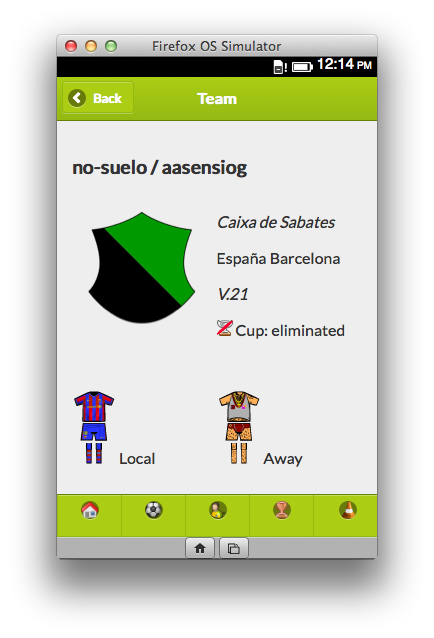 Firefox OS Simulator
12:14 PM
Back
Team
no-suelo / aasensiog
Caixa de Sabates
España Barcelona
V.21
Cup: eliminated
Local
Away